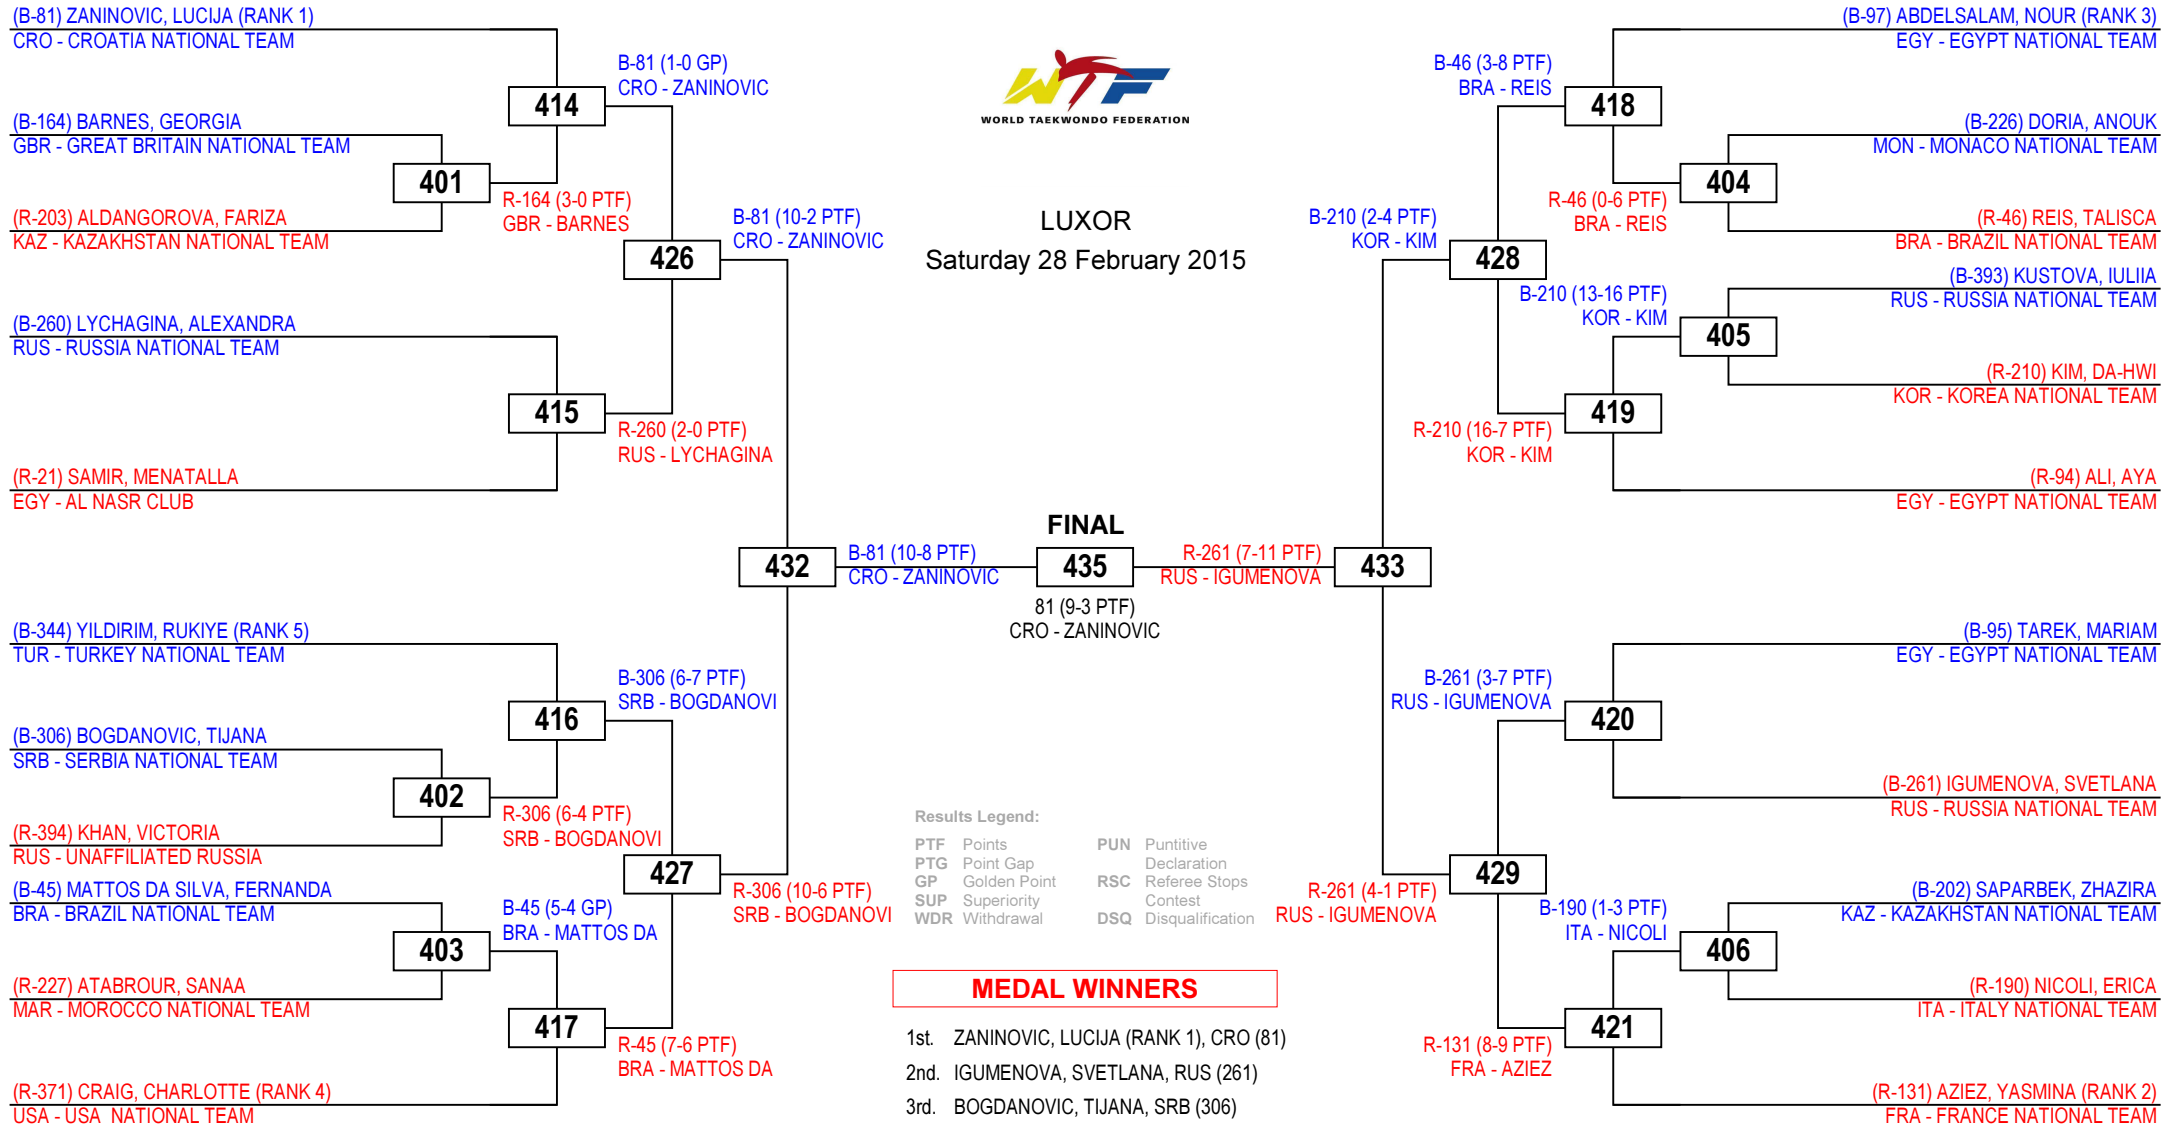 (B-81) ZANINOVIC, LUCIJA (RANK 1)
CRO - CROATIA NATIONAL TEAM
(B-164) BARNES, GEORGIA
GBR - GREAT BRITAIN NATIONAL TEAM
(R-203) ALDANGOROVA, FARIZA
KAZ - KAZAKHSTAN NATIONAL TEAM
(B-260) LYCHAGINA, ALEXANDRA
RUS - RUSSIA NATIONAL TEAM
(R-21) SAMIR, MENATALLA
EGY - AL NASR CLUB
(B-344) YILDIRIM, RUKIYE (RANK 5)
TUR - TURKEY NATIONAL TEAM
(B-306) BOGDANOVIC, TIJANA
SRB - SERBIA NATIONAL TEAM
(R-394) KHAN, VICTORIA
RUS - UNAFFILIATED RUSSIA
(B-45) MATTOS DA SILVA, FERNANDA
BRA - BRAZIL NATIONAL TEAM
(R-227) ATABROUR, SANAA
MAR - MOROCCO NATIONAL TEAM
(R-371) CRAIG, CHARLOTTE (RANK 4)
USA - USA  NATIONAL TEAM
401
R-164 (3-0 PTF)
GBR - BARNES
402
R-306 (6-4 PTF)
SRB - BOGDANOVI
403
B-45 (5-4 GP)
BRA - MATTOS DA
414
B-81 (1-0 GP)
CRO - ZANINOVIC
415
R-260 (2-0 PTF)
RUS - LYCHAGINA
416
B-306 (6-7 PTF)
SRB - BOGDANOVI
417
R-45 (7-6 PTF)
BRA - MATTOS DA
426
B-81 (10-2 PTF)
CRO - ZANINOVIC
427
R-306 (10-6 PTF)
SRB - BOGDANOVI
432
B-81 (10-8 PTF)
CRO - ZANINOVIC
WTF
WORLD TAEKWONDO FEDERATION
LUXOR
Saturday 28 February 2015
FINAL
435
81 (9-3 PTF)
CRO - ZANINOVIC
R-261 (7-11 PTF)
RUS - IGUMENOVA
433
B-210 (2-4 PTF)
KOR - KIM
428
R-261 (4-1 PTF)
RUS - IGUMENOVA
429
B-46 (3-8 PTF)
BRA - REIS
418
R-210 (16-7 PTF)
KOR - KIM
419
B-261 (3-7 PTF)
RUS - IGUMENOVA
420
R-131 (8-9 PTF)
FRA - AZIEZ
421
R-46 (0-6 PTF)
BRA - REIS
404
B-210 (13-16 PTF)
KOR - KIM
405
B-190 (1-3 PTF)
ITA - NICOLI
406
(B-97) ABDELSALAM, NOUR (RANK 3)
EGY - EGYPT NATIONAL TEAM
(B-226) DORIA, ANOUK
MON - MONACO NATIONAL TEAM
(R-46) REIS, TALISCA
BRA - BRAZIL NATIONAL TEAM
(B-393) KUSTOVA, IULIIA
RUS - RUSSIA NATIONAL TEAM
(R-210) KIM, DA-HWI
KOR - KOREA NATIONAL TEAM
(R-94) ALI, AYA
EGY - EGYPT NATIONAL TEAM
(B-95) TAREK, MARIAM
EGY - EGYPT NATIONAL TEAM
(B-261) IGUMENOVA, SVETLANA
RUS - RUSSIA NATIONAL TEAM
(B-202) SAPARBEK, ZHAZIRA
KAZ - KAZAKHSTAN NATIONAL TEAM
(R-190) NICOLI, ERICA
ITA - ITALY NATIONAL TEAM
(R-131) AZIEZ, YASMINA (RANK 2)
FRA - FRANCE NATIONAL TEAM
Results Legend:
PTF Points
PTG Point Gap
GP Golden Point
SUP Superiority
WDR Withdrawal
PUN Puntitive
Declaration
RSC Referee Stops
Contest
DSQ Disqualification
MEDAL WINNERS
1st. ZANINOVIC, LUCIJA (RANK 1), CRO (81)
2nd. IGUMENOVA, SVETLANA, RUS (261)
3rd. BOGDANOVIC, TIJANA, SRB (306)